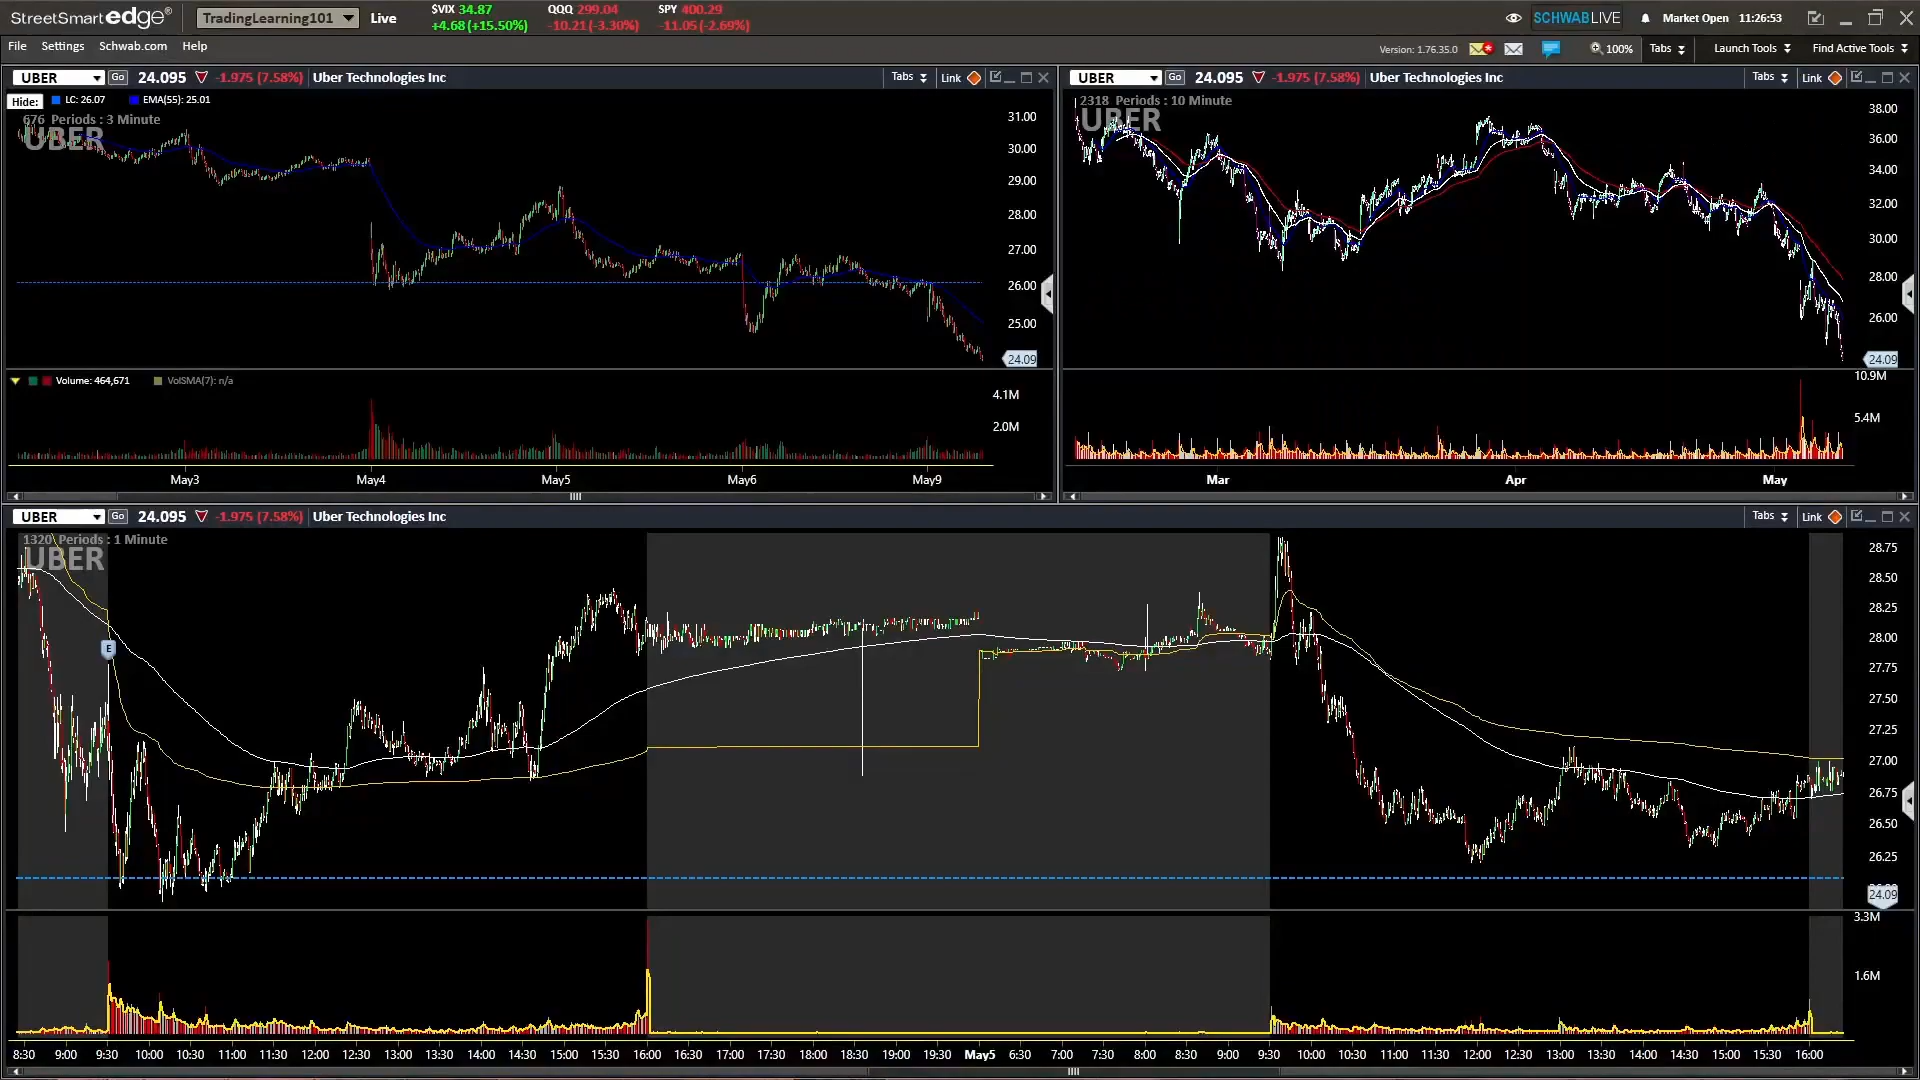 StreetSmart edge® TradingLearning101 Live $VIX 34.87 QQQ 299.04 SPY 400.29 SCHWABLIVE Market Open 11:26:53
+4.68 (+15.50%) -10.21 (-3.30%) -11.05 (-2.69%)
File Settings Schwab.com Help Version: 1.76.35.0 100% Tabs Launch Tools Find Active Tools
UBER Go 24.095 -1.975 (7.58%) Uber Technologies Inc Tabs Link
Hide: LC: 26.07 EMA(55): 25.01
676 Periods : 3 Minute
UBER
31.00
30.00
29.00
28.00
27.00
26.00
25.00
24.09
Volume: 464,671 VolSMA(7): n/a
4.1M
2.0M
May3 May4 May5 May6 May9
UBER Go 24.095 -1.975 (7.58%) Uber Technologies Inc Tabs Link
2318 Periods : 10 Minute
UBER
38.00
36.00
34.00
32.00
30.00
28.00
26.00
24.09
10.9M
5.4M
Mar Apr May
UBER Go 24.095 -1.975 (7.58%) Uber Technologies Inc Tabs Link
1320 Periods : 1 Minute
UBER
E
28.75
28.50
28.25
28.00
27.75
27.50
27.25
27.00
26.75
26.50
26.25
24.09
3.3M
1.6M
8:30 9:00 9:30 10:00 10:30 11:00 11:30 12:00 12:30 13:00 13:30 14:00 14:30 15:00 15:30 16:00 16:30 17:00 17:30 18:00 18:30 19:00 19:30 May5 6:30 7:00 7:30 8:00 8:30 9:00 9:30 10:00 10:30 11:00 11:30 12:00 12:30 13:00 13:30 14:00 14:30 15:00 15:30 16:00